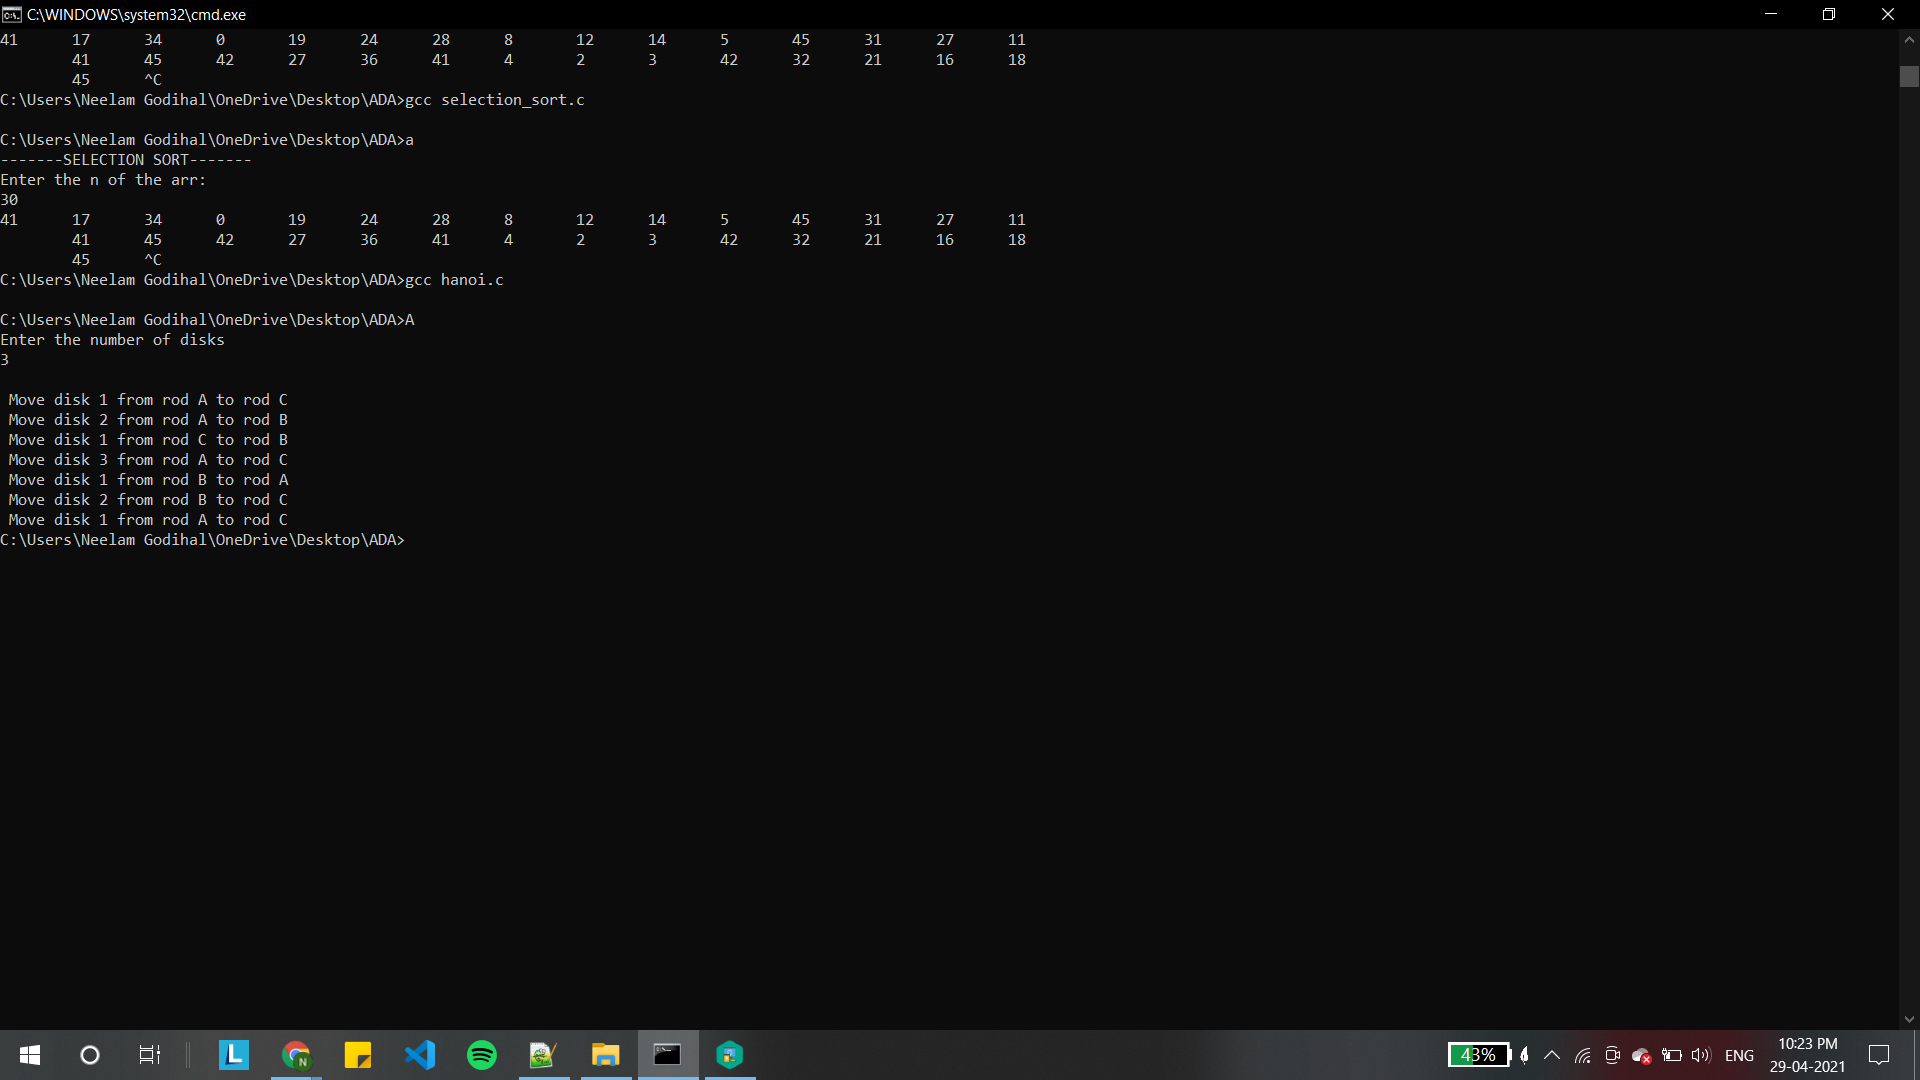 C:\WINDOWS\system32\cmd.exe
41 17 34 0 19 24 28 8 12 14 5 45 31 27 11
41 45 42 27 36 41 4 2 3 42 32 21 16 18
45 ^C
C:\Users\Neelam Godihal\OneDrive\Desktop\ADA>gcc selection_sort.c
C:\Users\Neelam Godihal\OneDrive\Desktop\ADA>a
-------SELECTION SORT-------
Enter the n of the arr:
30
41 17 34 0 19 24 28 8 12 14 5 45 31 27 11
41 45 42 27 36 41 4 2 3 42 32 21 16 18
45 ^C
C:\Users\Neelam Godihal\OneDrive\Desktop\ADA>gcc hanoi.c
C:\Users\Neelam Godihal\OneDrive\Desktop\ADA>A
Enter the number of disks
3
Move disk 1 from rod A to rod C
Move disk 2 from rod A to rod B
Move disk 1 from rod C to rod B
Move disk 3 from rod A to rod C
Move disk 1 from rod B to rod A
Move disk 2 from rod B to rod C
Move disk 1 from rod A to rod C
C:\Users\Neelam Godihal\OneDrive\Desktop\ADA>
L N 43% ENG 10:23 PM
29-04-2021